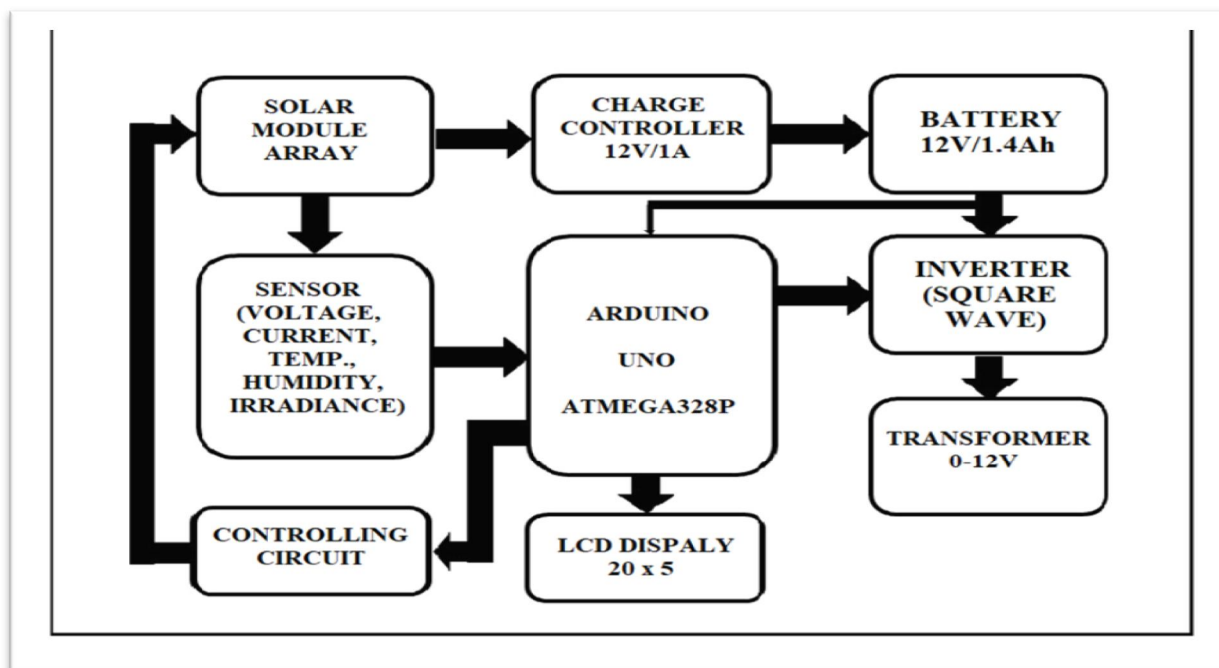 SOLAR
MODULE
ARRAY
CHARGE
CONTROLLER
12V/1A
BATTERY
12V/1.4Ah
SENSOR
(VOLTAGE,
CURRENT,
TEMP.,
HUMIDITY,
IRRADIANCE)
ARDUINO
UNO
ATMEGA328P
INVERTER
(SQUARE
WAVE)
TRANSFORMER
0-12V
CONTROLLING
CIRCUIT
LCD DISPALY
20 x 5